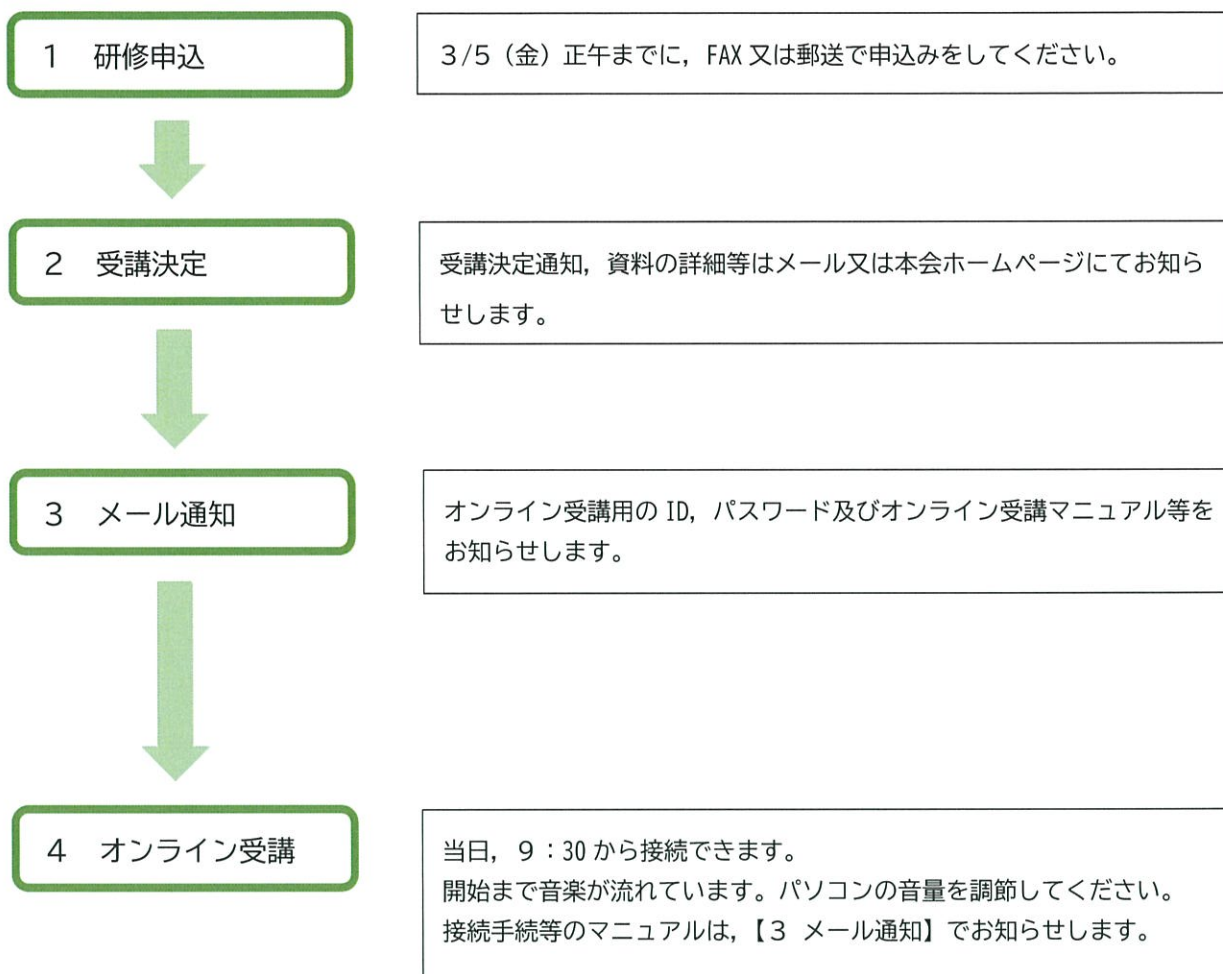 1 研修申込
3/5（金）正午までに，FAX又は郵送で申込みをしてください。
2 受講決定
受講決定通知，資料の詳細等はメール又は本会ホームページにてお知ら
せします。
3 メール通知
オンライン受講用の ID，パスワード及びオンライン受講マニュアル等を
お知らせします。
4 オンライン受講
当日，9：30から接続できます。
開始まで音楽が流れています。パソコンの音量を調節してください。
接続手続等のマニュアルは，【3 メール通知】でお知らせします。